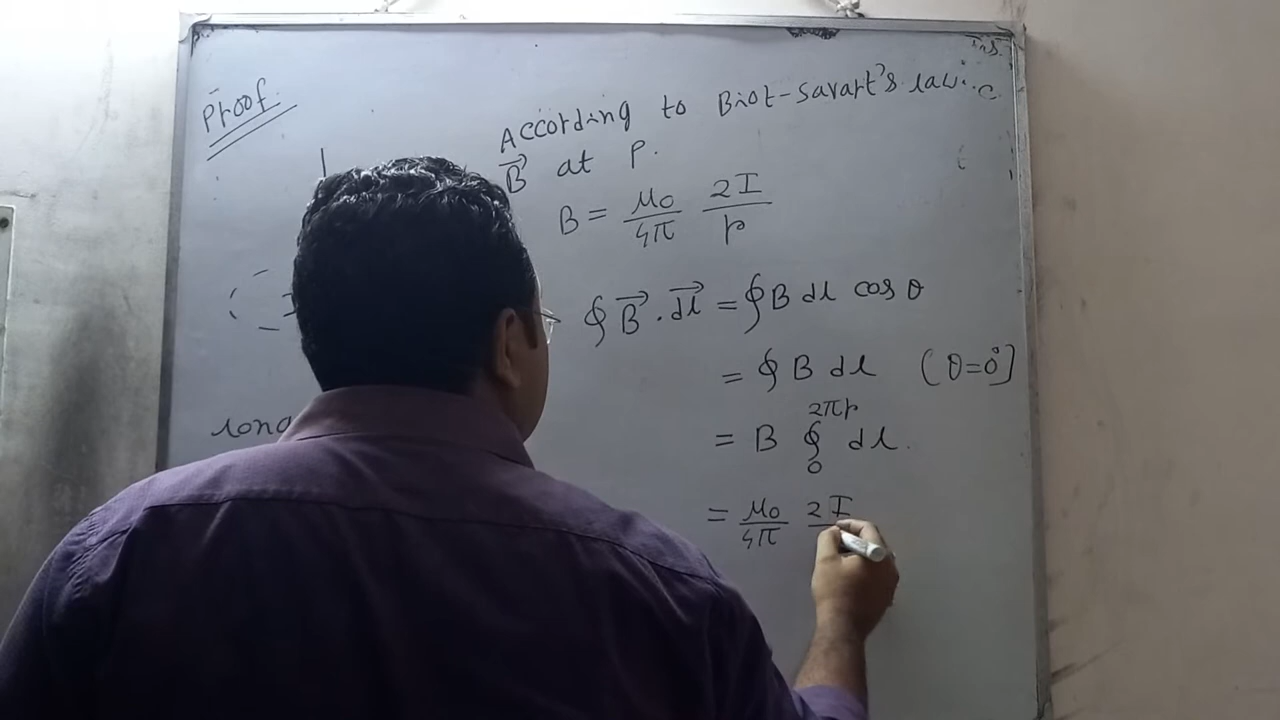 Proof
According to Biot-Savart's law
B⃗ at P.
B = μ₀/4π 2I/r
∮ B⃗ . dl⃗ = ∮ B dl cos θ
= ∮ B dl (θ=0°]
= B ∮₀^2πr dl.
= μ₀/4π 2I
long